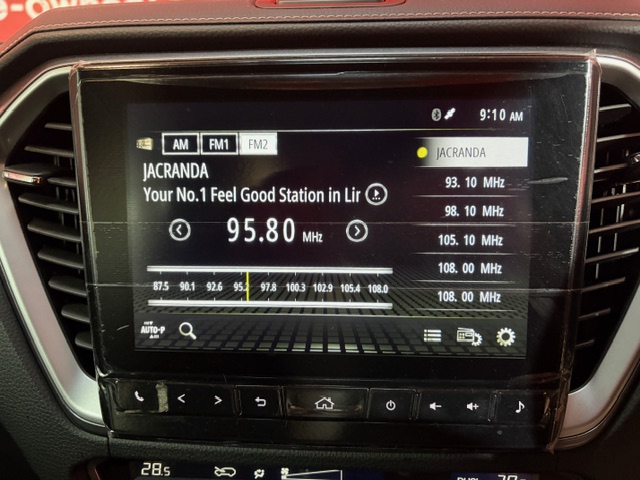 e-owner
9:10 AM
AM FM1 FM2
JACRANDA
JACRANDA
Your No.1 Feel Good Station in Lir
93. 10 MHz
98. 10 MHz
95.80 MHz
105. 10 MHz
108. 00 MHz
87.5 90.1 92.6 95.2 97.8 100.3 102.9 105.4 108.0
108. 00 MHz
AUTO-P
28.5